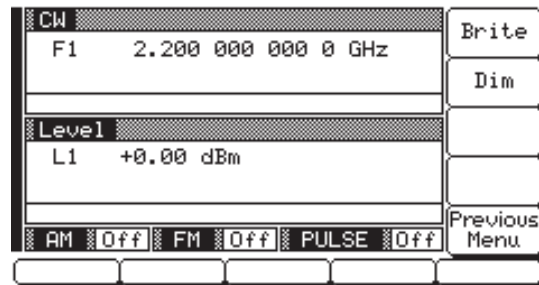 CW
F1 2.200 000 000 0 GHz
Level
L1 +0.00 dBm
AM Off FM Off PULSE Off
Brite
Dim
Previous
Menu